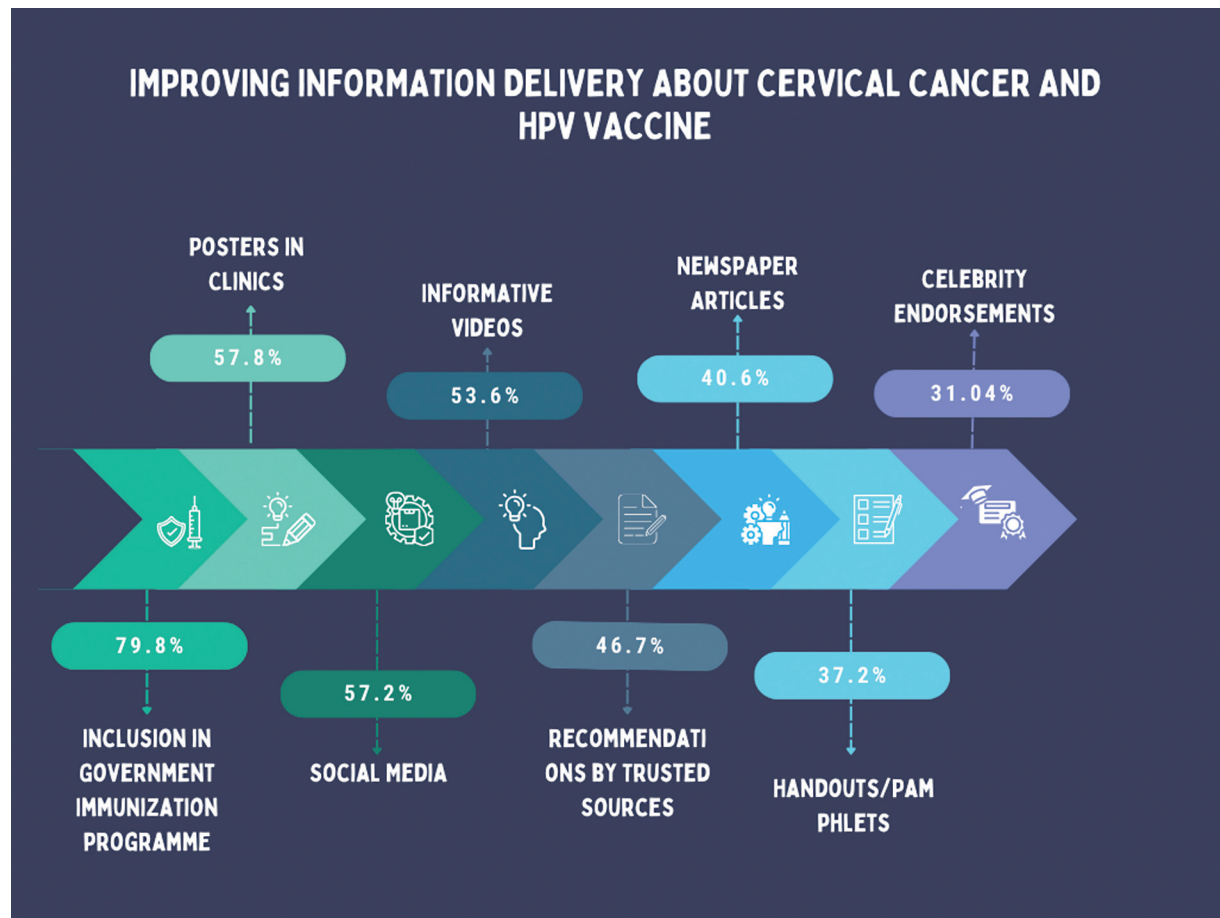 IMPROVING INFORMATION DELIVERY ABOUT CERVICAL CANCER AND
HPV VACCINE
POSTERS IN
CLINICS
57.8%
INFORMATIVE
VIDEOS
53.6%
NEWSPAPER
ARTICLES
40.6%
CELEBRITY
ENDORSEMENTS
31.04%
79.8%
INCLUSION IN
GOVERNMENT
IMMUNIZATION
PROGRAMME
57.2%
SOCIAL MEDIA
46.7%
RECOMMENDATI
ONS BY TRUSTED
SOURCES
37.2%
HANDOUTS/PAM
PHLETS